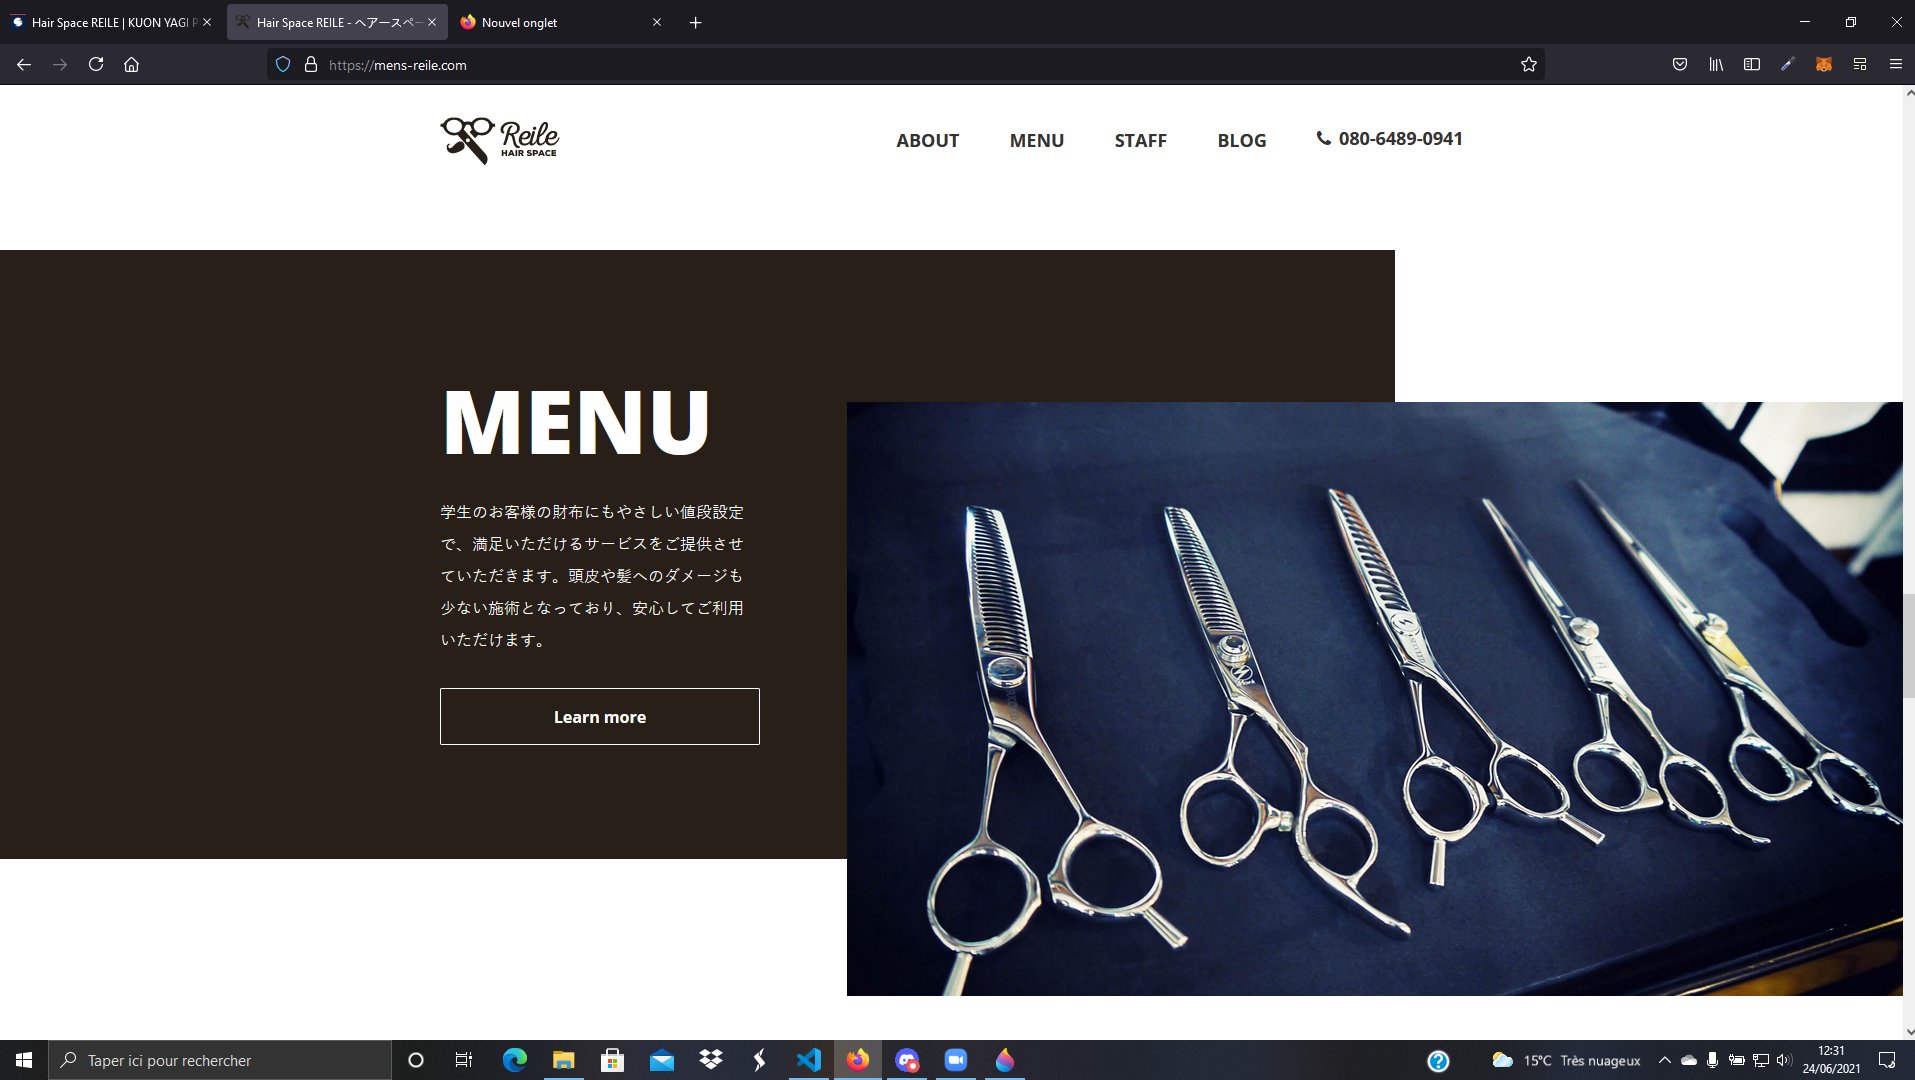 Hair Space REILE | KUON YAGI P
Hair Space REILE - ヘアースペー
Nouvel onglet
https://mens-reile.com
Reile
HAIR SPACE
ABOUT
MENU
STAFF
BLOG
080-6489-0941
MENU
学生のお客様の財布にもやさしい値段設定
で、満足いただけるサービスをご提供させ
ていただきます。頭皮や髪へのダメージも
少ない施術となっており、安心してご利用
いただけます。
Learn more
Taper ici pour rechercher
15°C Très nuageux
12:31
24/06/2021